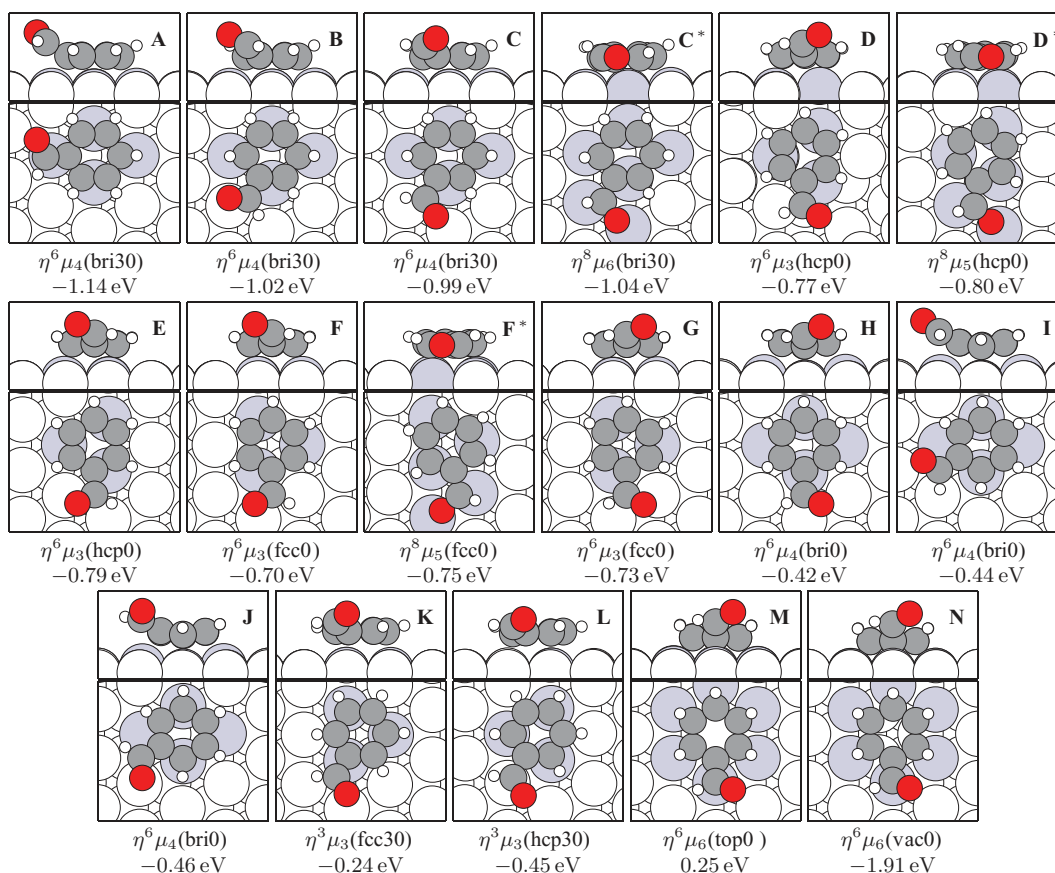 A B C C* D D*
η⁶μ₄(bri30) η⁶μ₄(bri30) η⁶μ₄(bri30) η⁸μ₆(bri30) η⁶μ₃(hcp0) η⁸μ₅(hcp0)
−1.14 eV −1.02 eV −0.99 eV −1.04 eV −0.77 eV −0.80 eV
E F F* G H I
η⁶μ₃(hcp0) η⁶μ₃(fcc0) η⁸μ₅(fcc0) η⁶μ₃(fcc0) η⁶μ₄(bri0) η⁶μ₄(bri0)
−0.79 eV −0.70 eV −0.75 eV −0.73 eV −0.42 eV −0.44 eV
J K L M N
η⁶μ₄(bri0) η³μ₃(fcc30) η³μ₃(hcp30) η⁶μ₆(top0 ) η⁶μ₆(vac0)
−0.46 eV −0.24 eV −0.45 eV 0.25 eV −1.91 eV